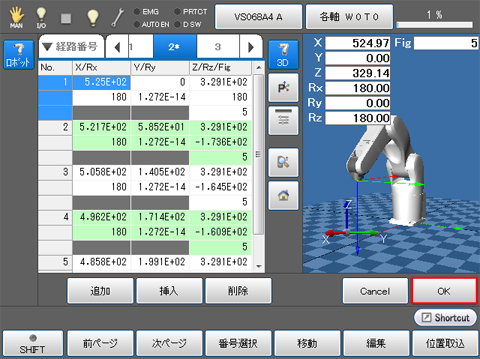 MAN I/O EMG PRTCT AUTO EN D SW VS068A4 A 各軸 W0T0 1 %
ロボット ▼経路番号 1 2* 3
No. X/Rx Y/Ry Z/Rz/Fig
1 5.25E+02 0 3.291E+02
180 1.272E-14 180
5
2 5.217E+02 5.852E+01 3.291E+02
180 1.272E-14 -1.736E+02
5
3 5.058E+02 1.405E+02 3.291E+02
180 1.272E-14 -1.645E+02
5
4 4.962E+02 1.714E+02 3.291E+02
180 1.272E-14 -1.609E+02
5
5 4.858E+02 1.991E+02 3.291E+02
3D
P
X 524.97 Fig 5
Y 0.00
Z 329.14
Rx 180.00
Ry 0.00
Rz 180.00
Z
X Y
追加 挿入 削除 Cancel OK
Shortcut
SHIFT 前ページ 次ページ 番号選択 移動 編集 位置取込